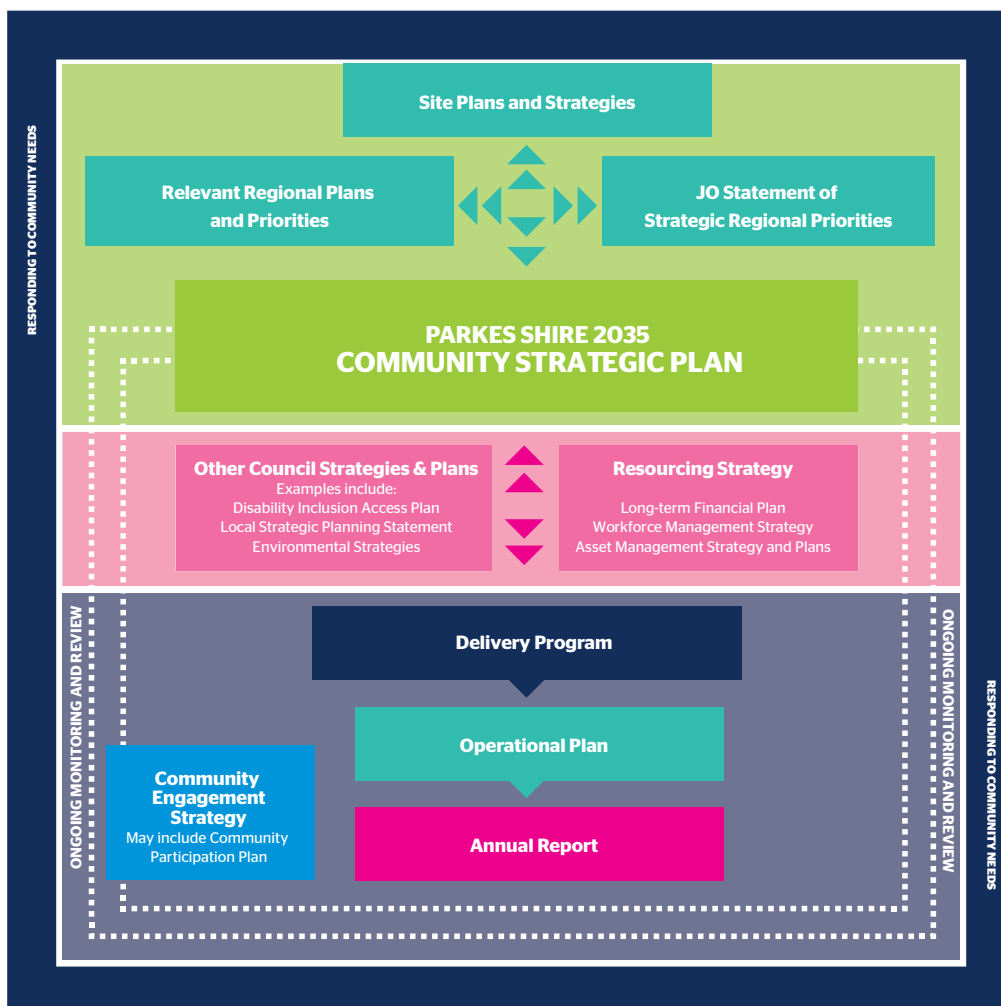 RESPONDING TO COMMUNITY NEEDS
Site Plans and Strategies
Relevant Regional Plans
and Priorities
JO Statement of
Strategic Regional Priorities
PARKES SHIRE 2035
COMMUNITY STRATEGIC PLAN
Other Council Strategies & Plans
Examples include:
Disability Inclusion Access Plan
Local Strategic Planning Statement
Environmental Strategies
Resourcing Strategy
Long-term Financial Plan
Workforce Management Strategy
Asset Management Strategy and Plans
ONGOING MONITORING AND REVIEW
Delivery Program
Operational Plan
Annual Report
Community
Engagement
Strategy
May include Community
Participation Plan
ONGOING MONITORING AND REVIEW
RESPONDING TO COMMUNITY NEEDS